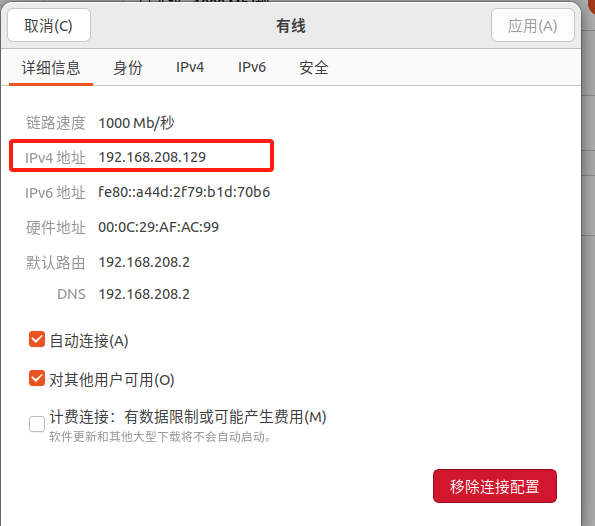 取消(C) 有线 应用(A)
详细信息 身份 IPv4 IPv6 安全
链路速度 1000 Mb/秒
IPv4 地址 192.168.208.129
IPv6 地址 fe80::a44d:2f79:b1d:70b6
硬件地址 00:0C:29:AF:AC:99
默认路由 192.168.208.2
DNS 192.168.208.2
自动连接(A)
对其他用户可用(O)
计费连接：有数据限制或可能产生费用(M)
软件更新和其他大型下载将不会自动启动。
移除连接配置